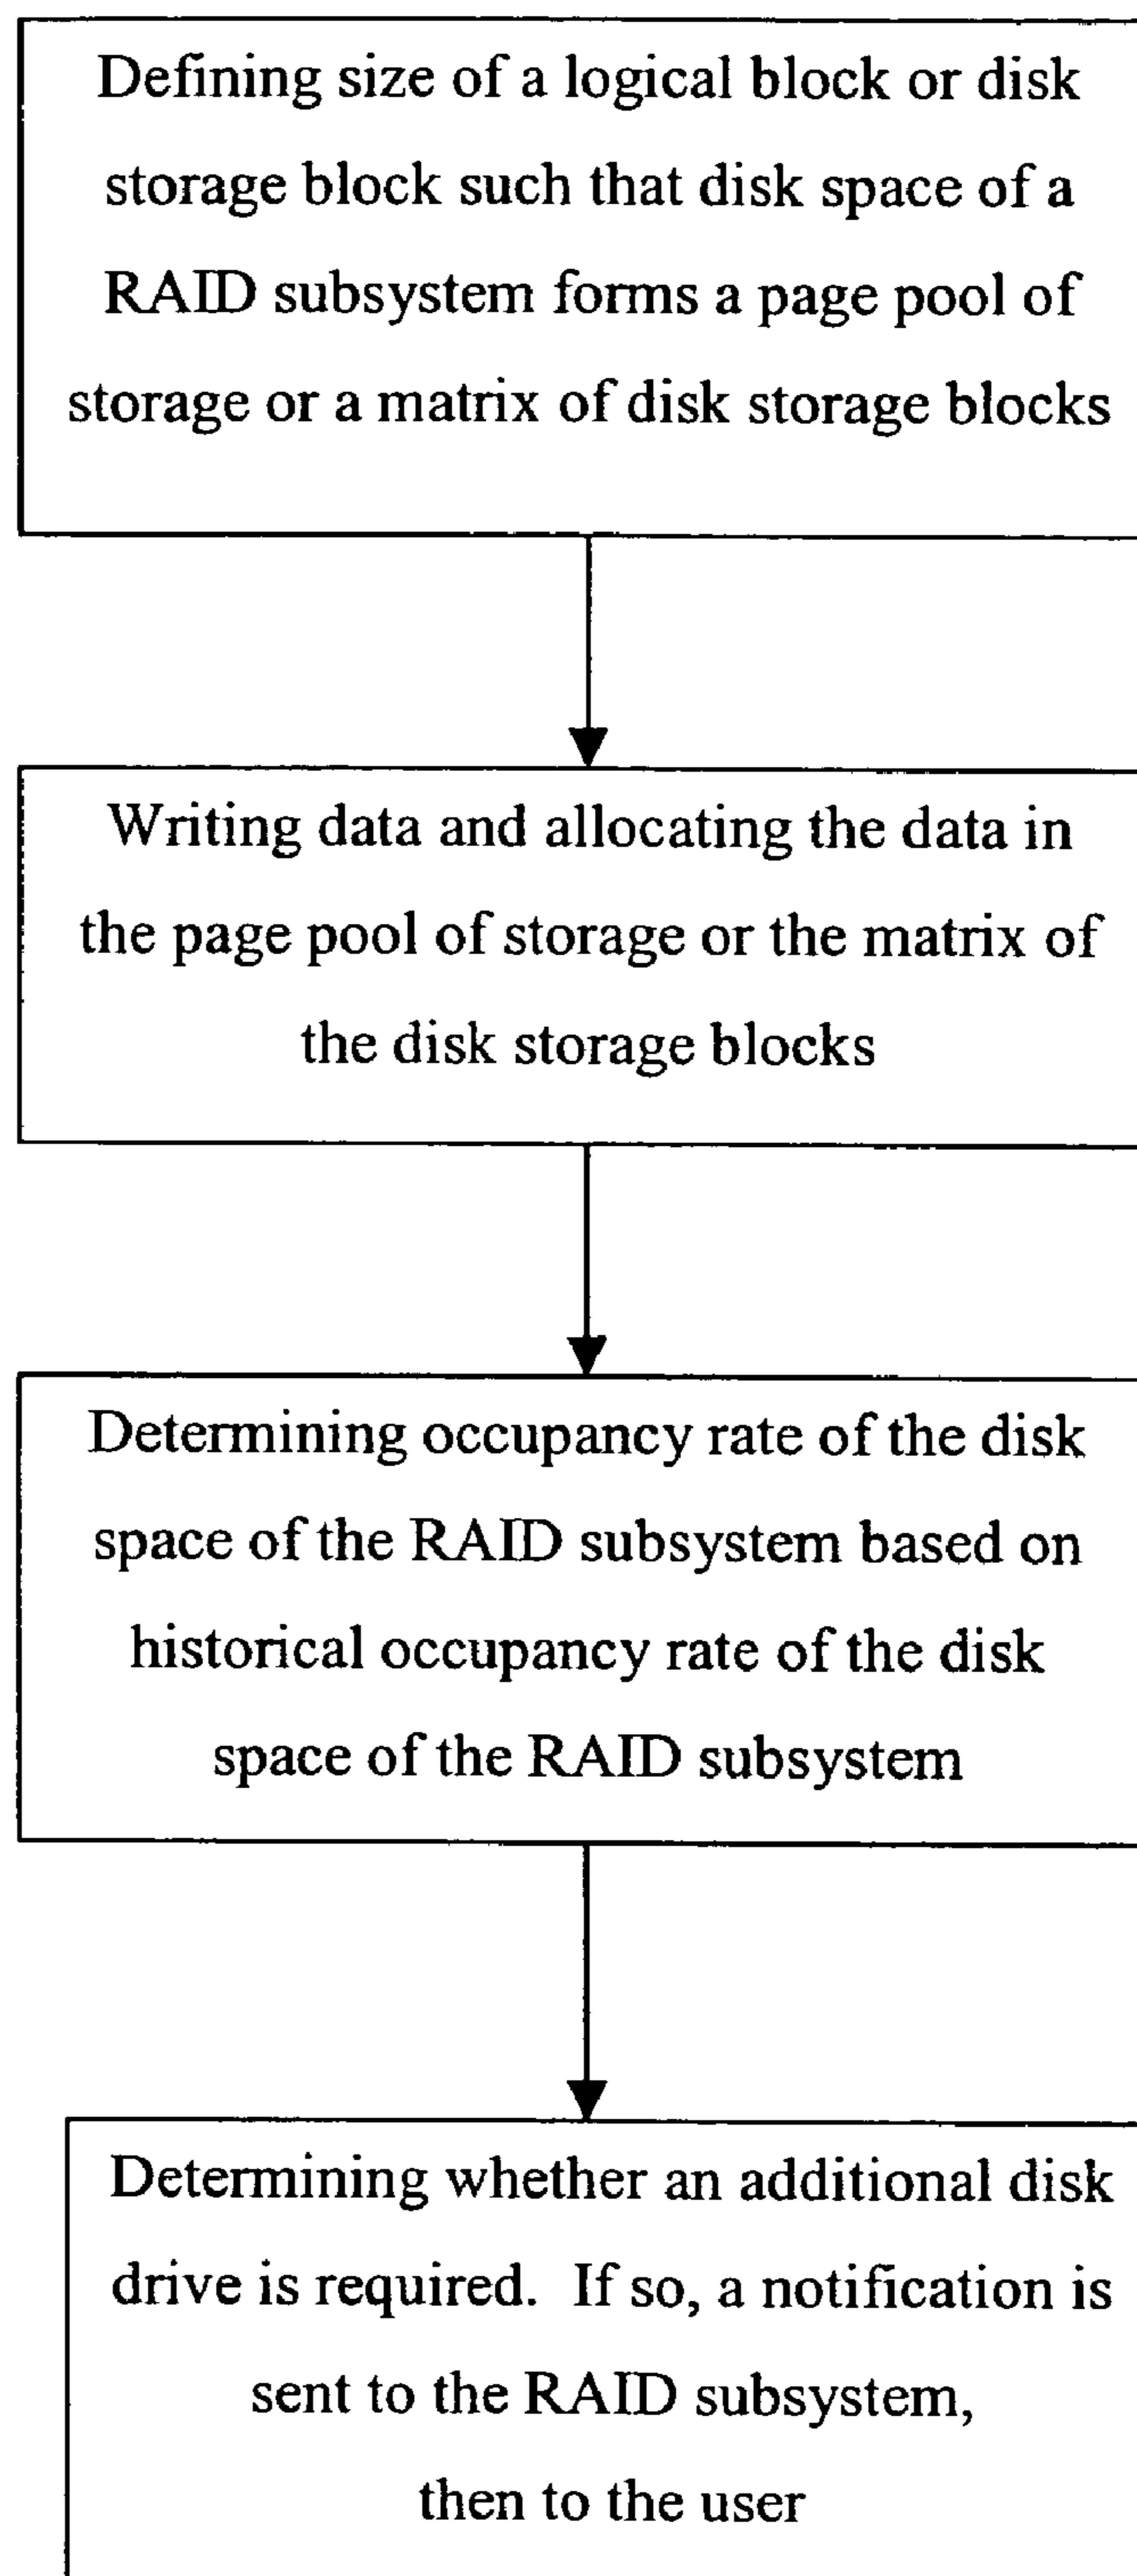 Defining size of a logical block or disk
storage block such that disk space of a
RAID subsystem forms a page pool of
storage or a matrix of disk storage blocks
Writing data and allocating the data in
the page pool of storage or the matrix of
the disk storage blocks
Determining occupancy rate of the disk
space of the RAID subsystem based on
historical occupancy rate of the disk
space of the RAID subsystem
Determining whether an additional disk
drive is required.  If so, a notification is
sent to the RAID subsystem,
then to the user